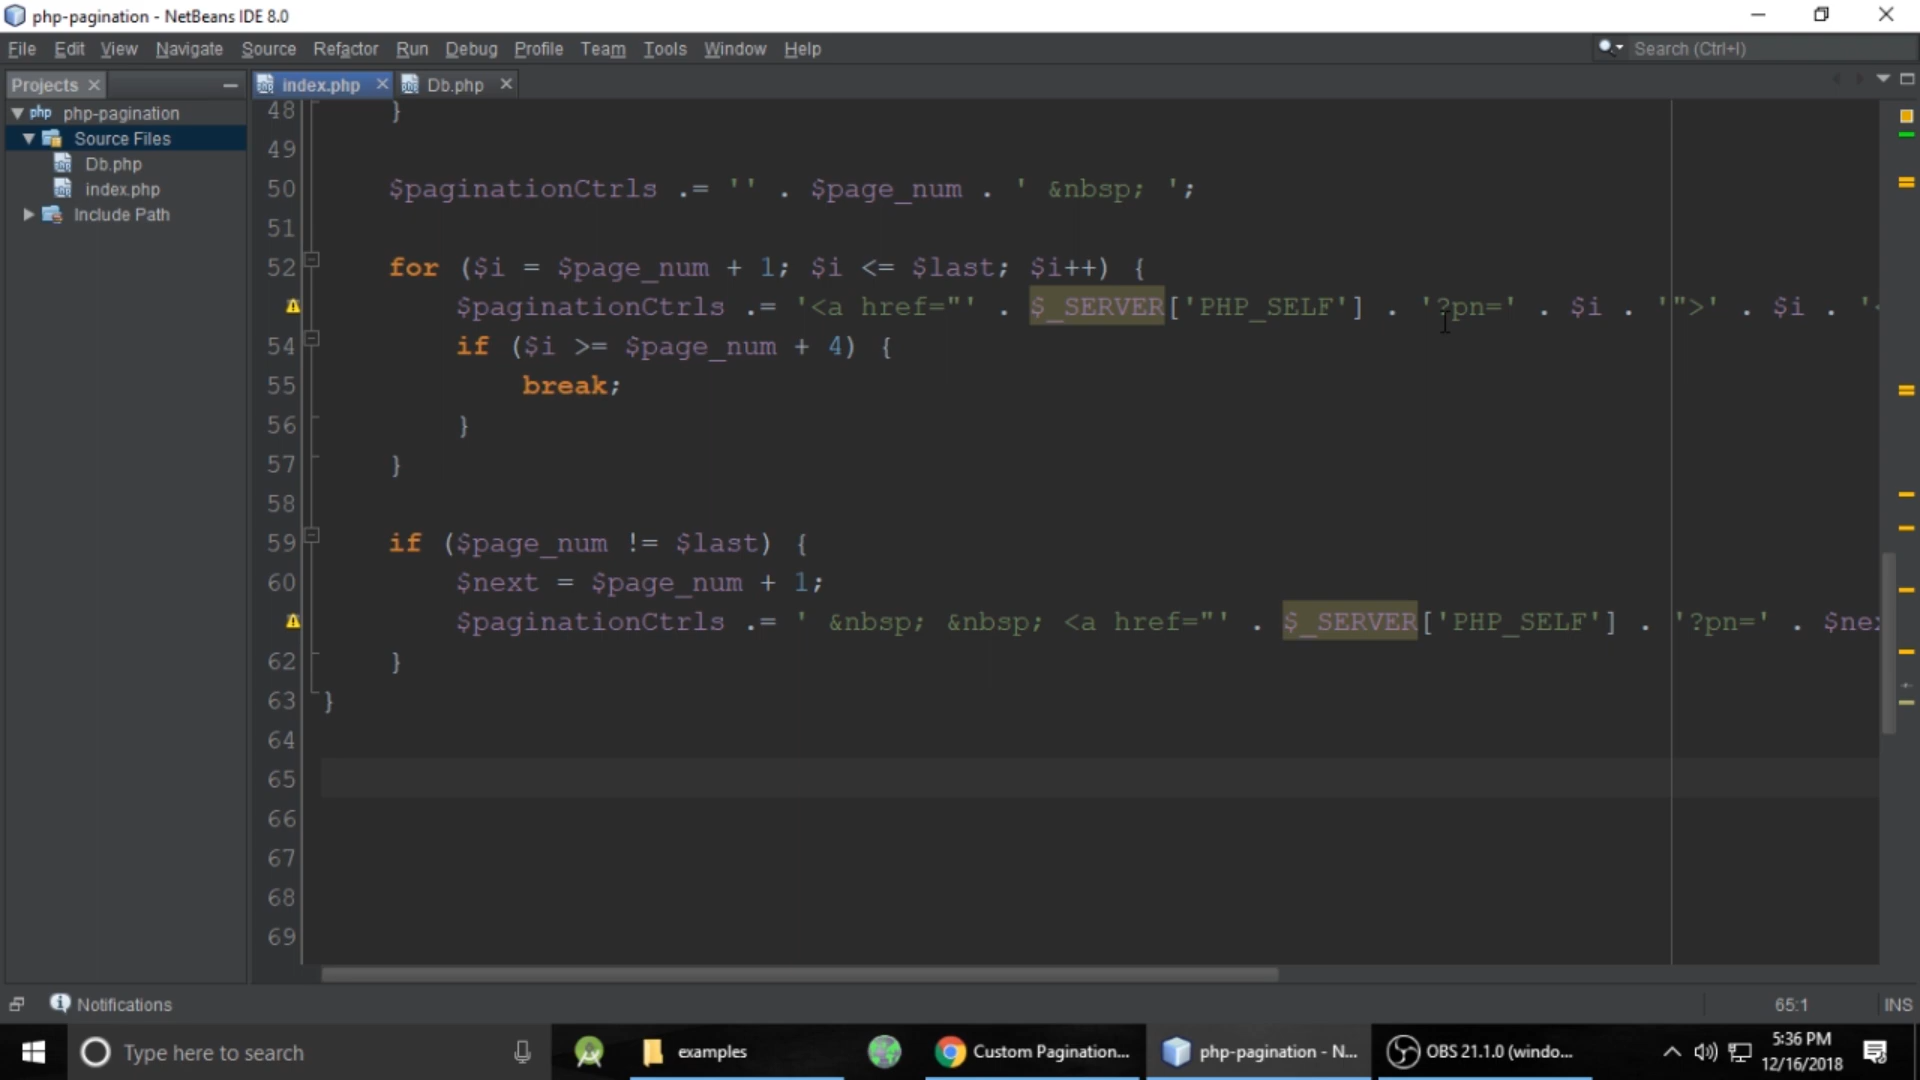 php-pagination - NetBeans IDE 8.0
File Edit View Navigate Source Refactor Run Debug Profile Team Tools Window Help
Search (Ctrl+I)
Projects
index.php
Db.php
php php-pagination
Source Files
Db.php
index.php
Include Path
48 }
49
50 $paginationCtrls .= '' . $page_num . ' &nbsp; ';
51
52 for ($i = $page_num + 1; $i <= $last; $i++) {
$paginationCtrls .= '<a href="' . $_SERVER['PHP_SELF'] . '?pn=' . $i . '">' . $i . '<
54 if ($i >= $page_num + 4) {
55 break;
56 }
57 }
58
59 if ($page_num != $last) {
60 $next = $page_num + 1;
$paginationCtrls .= ' &nbsp; &nbsp; <a href="' . $_SERVER['PHP_SELF'] . '?pn=' . $ne
62 }
63 }
64
65
66
67
68
69
Notifications
65:1
INS
Type here to search
examples
Custom Pagination...
php-pagination - N...
OBS 21.1.0 (windo...
5:36 PM
12/16/2018